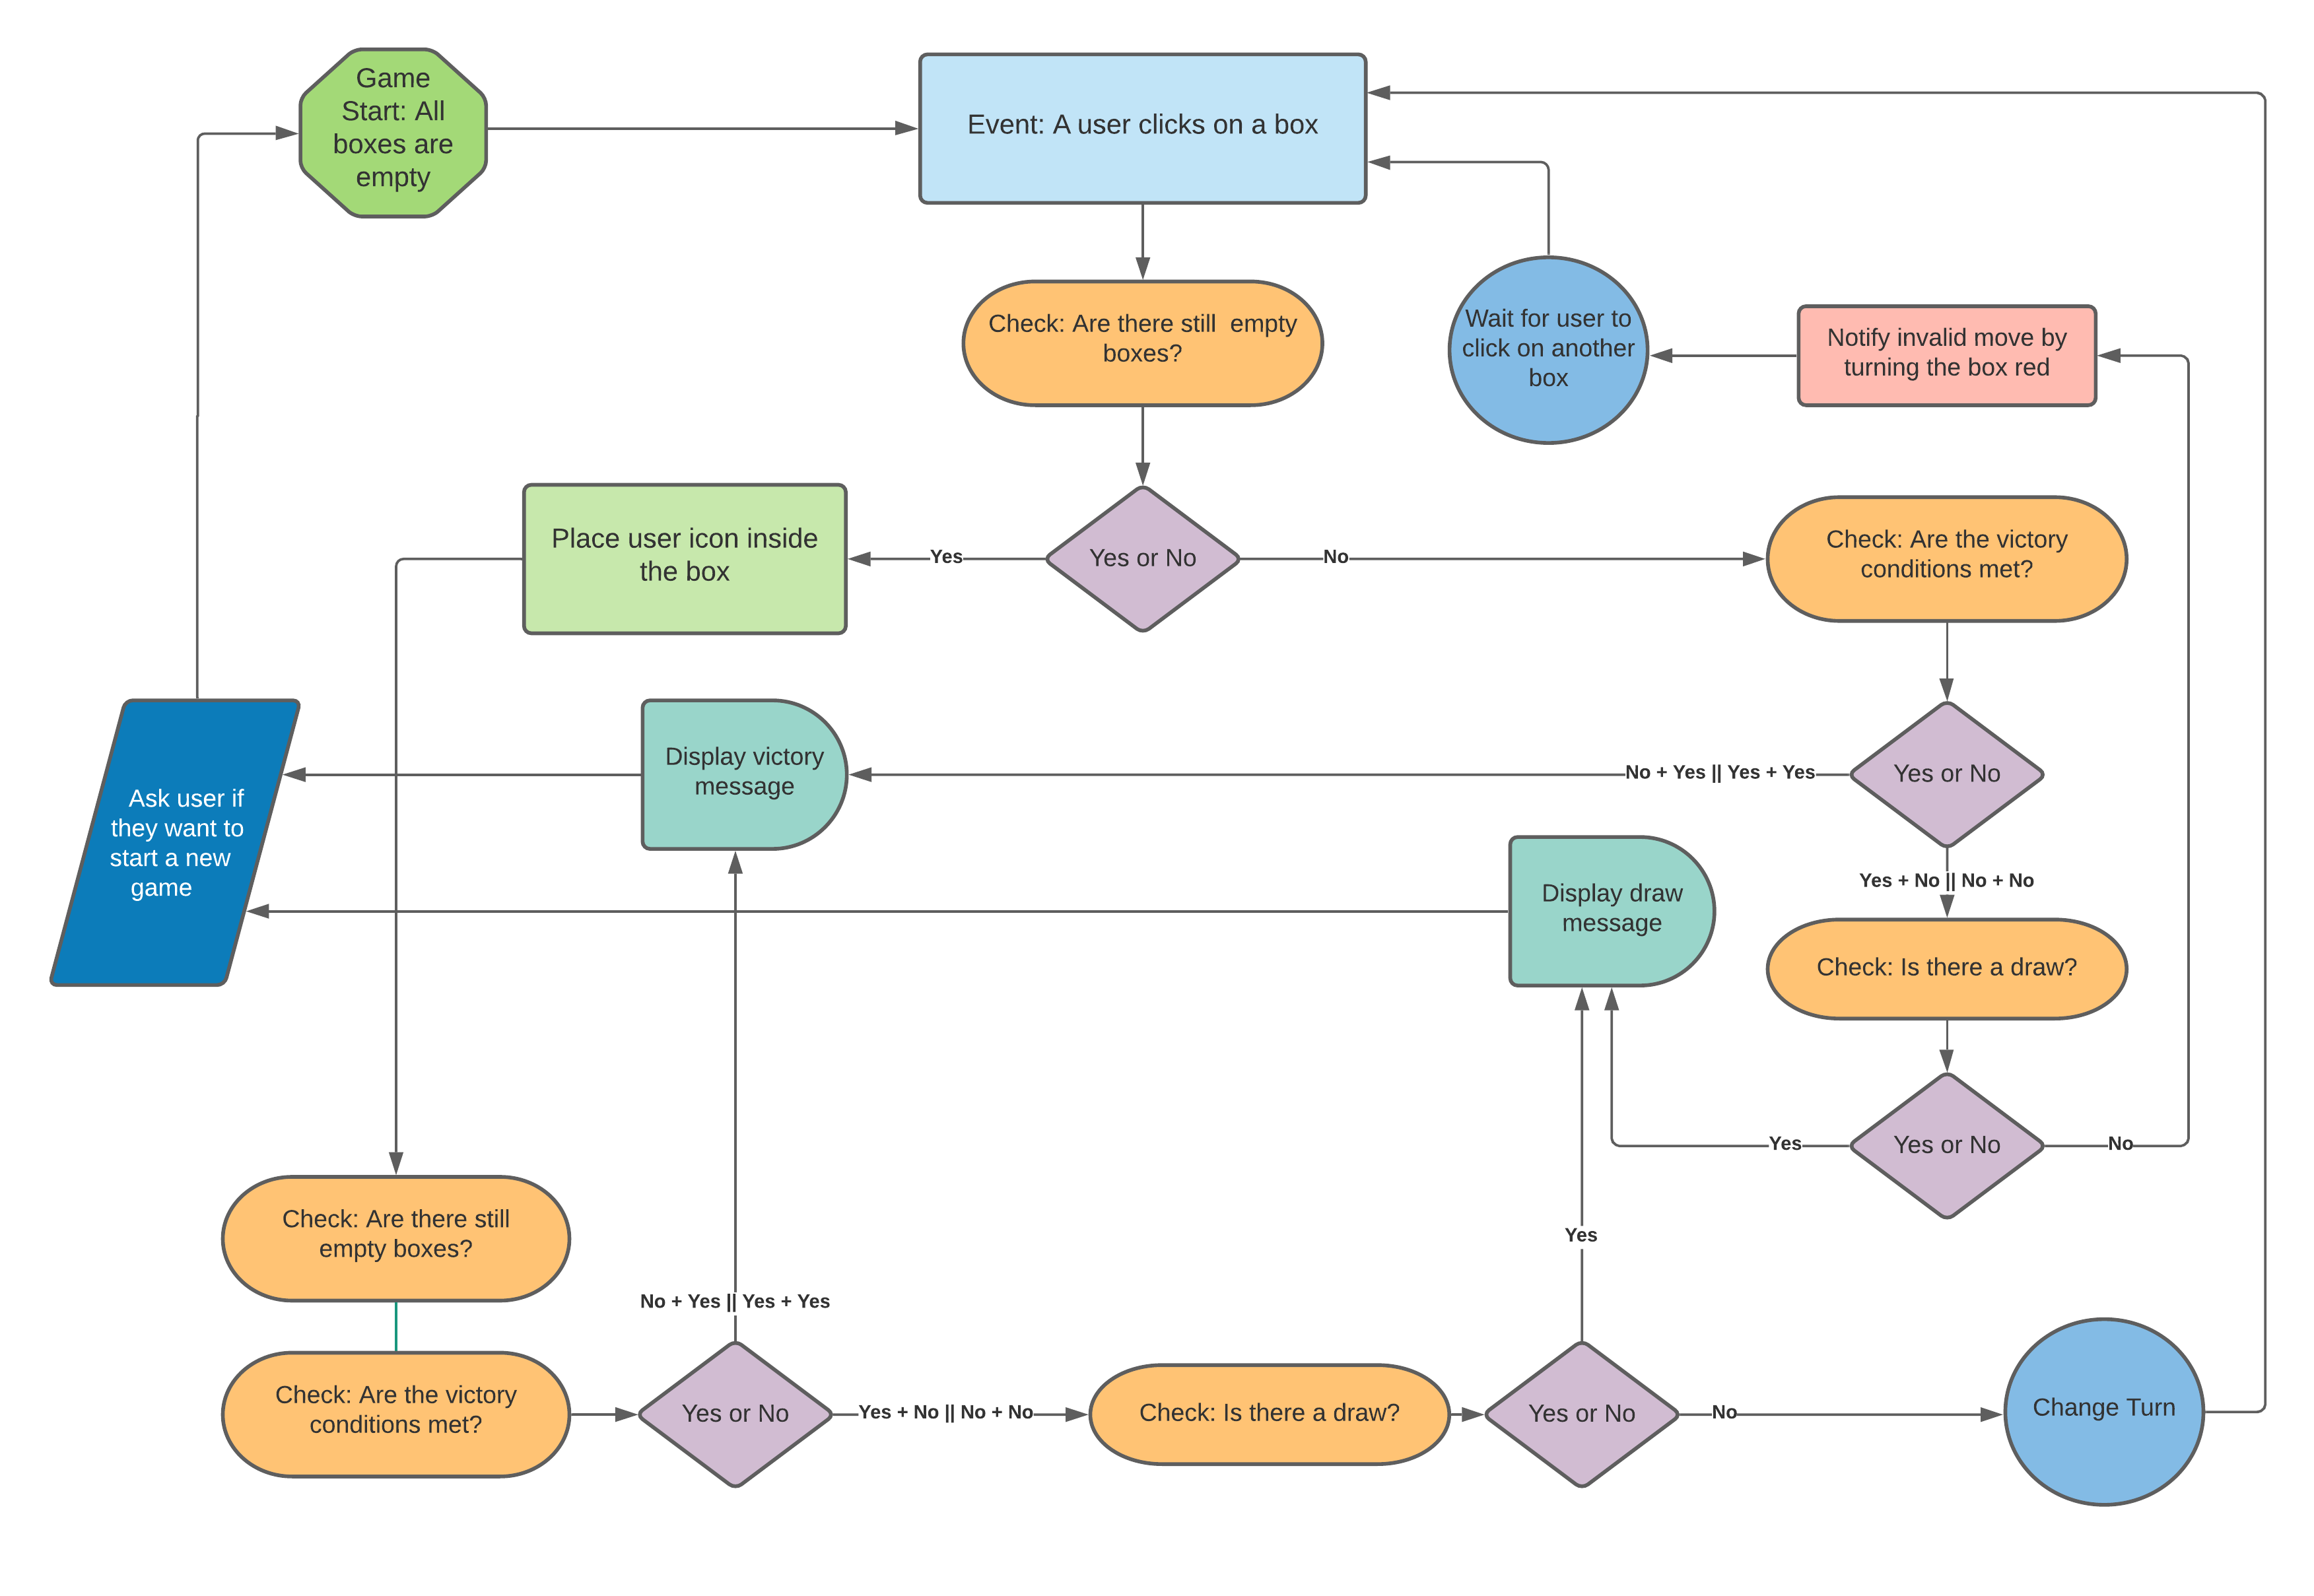 Game
Start: All
boxes are
empty
Event: A user clicks on a box
Check: Are there still  empty
boxes?
Wait for user to
click on another
box
Notify invalid move by
turning the box red
Place user icon inside
the box
Yes
Yes or No
No
Check: Are the victory
conditions met?
Ask user if
they want to
start a new
game
Display victory
message
No + Yes || Yes + Yes
Yes or No
Yes + No || No + No
Display draw
message
Check: Is there a draw?
Yes
Yes or No
No
Check: Are there still
empty boxes?
Yes
No + Yes || Yes + Yes
Check: Are the victory
conditions met?
Yes or No
Yes + No || No + No
Check: Is there a draw?
Yes or No
No
Change Turn